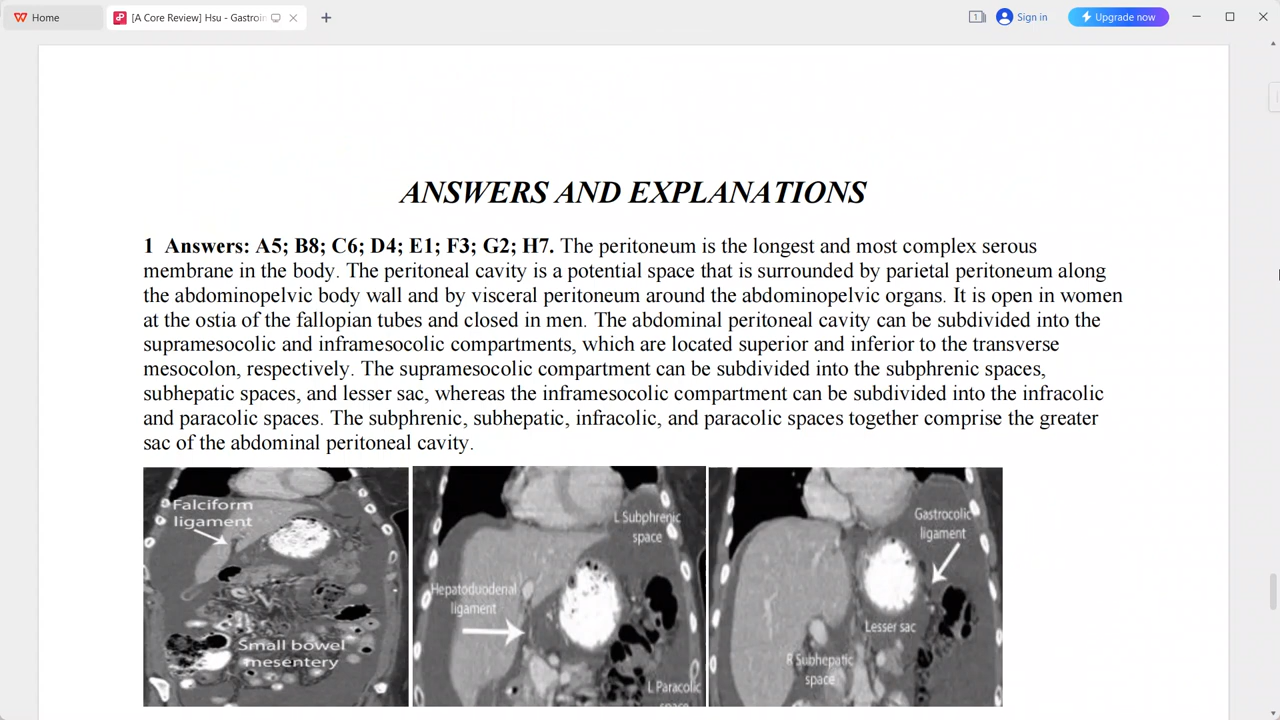 Home
[A Core Review] Hsu - Gastroin
Sign in
Upgrade now
ANSWERS AND EXPLANATIONS
1 Answers: A5; B8; C6; D4; E1; F3; G2; H7. The peritoneum is the longest and most complex serous
membrane in the body. The peritoneal cavity is a potential space that is surrounded by parietal peritoneum along
the abdominopelvic body wall and by visceral peritoneum around the abdominopelvic organs. It is open in women
at the ostia of the fallopian tubes and closed in men. The abdominal peritoneal cavity can be subdivided into the
supramesocolic and inframesocolic compartments, which are located superior and inferior to the transverse
mesocolon, respectively. The supramesocolic compartment can be subdivided into the subphrenic spaces,
subhepatic spaces, and lesser sac, whereas the inframesocolic compartment can be subdivided into the infracolic
and paracolic spaces. The subphrenic, subhepatic, infracolic, and paracolic spaces together comprise the greater
sac of the abdominal peritoneal cavity.
Falciform
ligament
Small bowel
mesentery
L Subphrenic
space
Hepatoduodenal
ligament
L Paracolic
space
Gastrocolic
ligament
Lesser sac
R Subhepatic
space